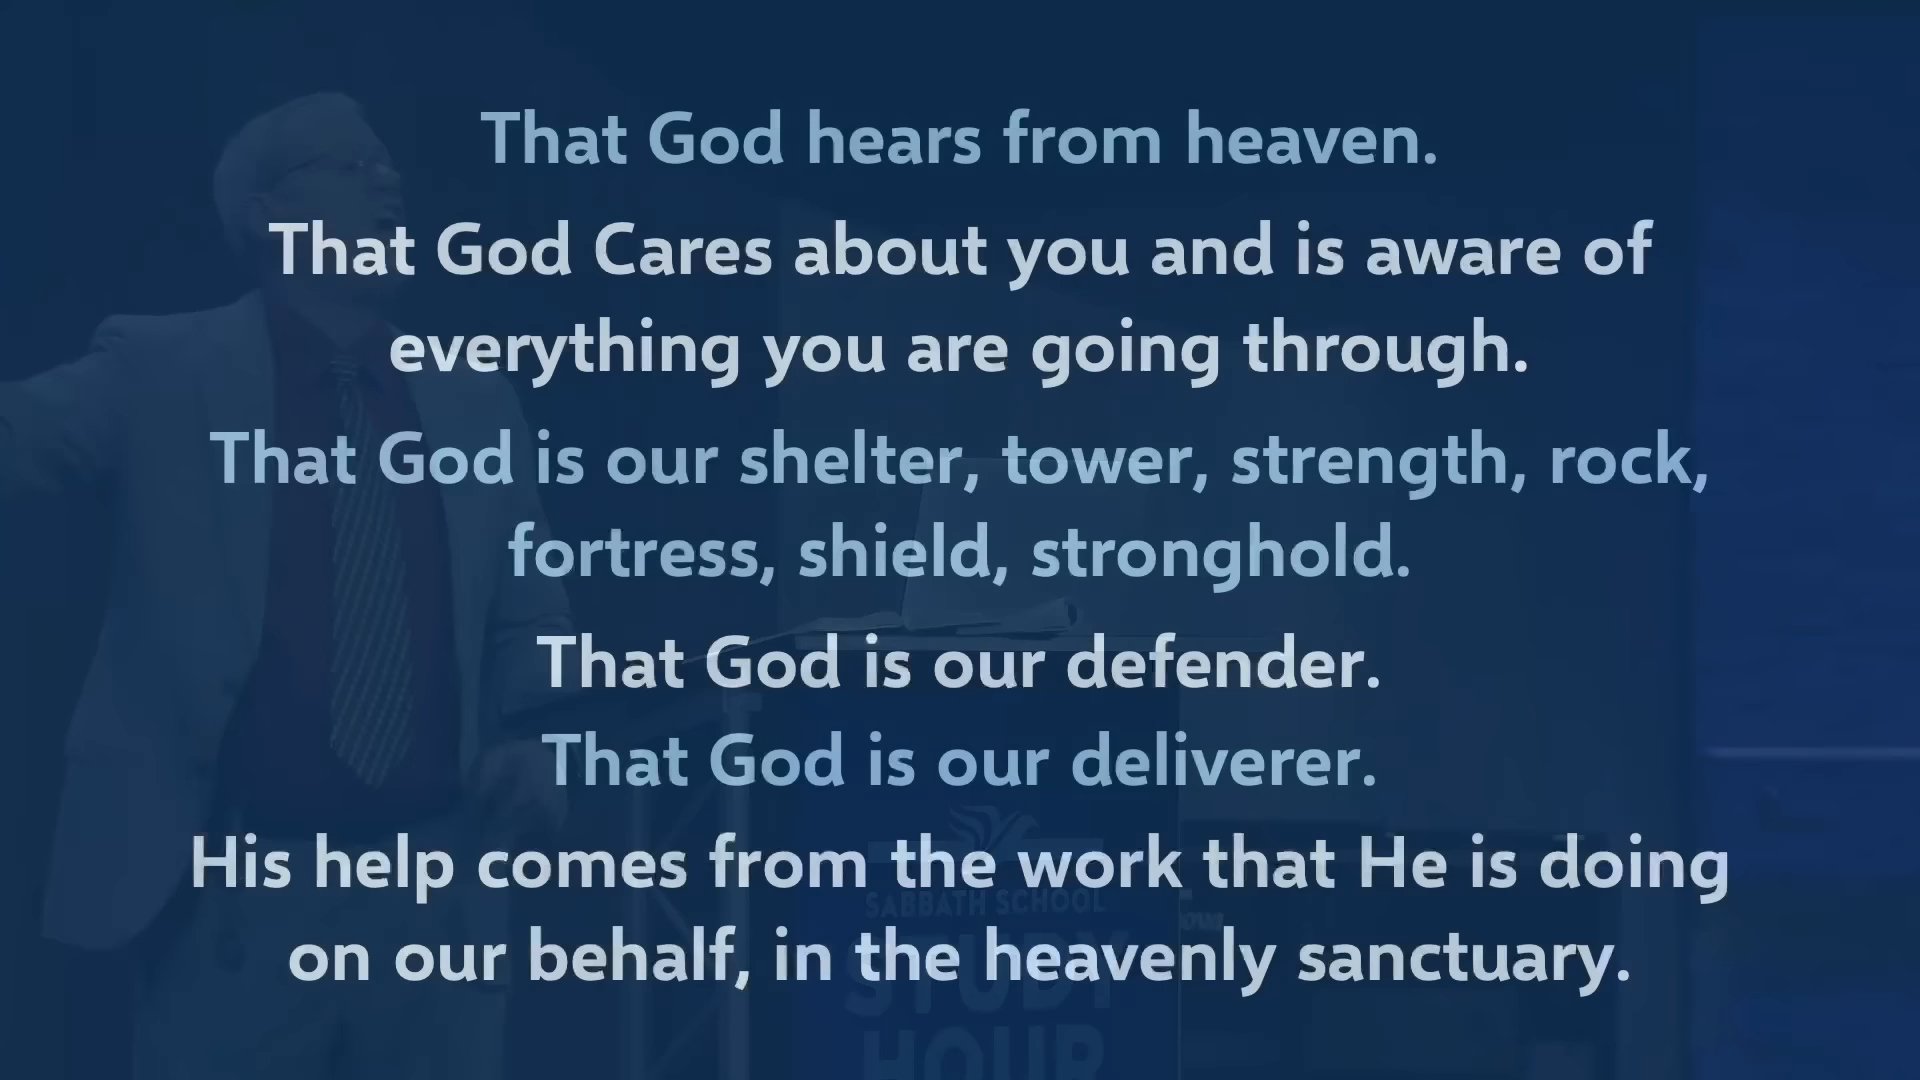 That God hears from heaven.
That God Cares about you and is aware of
everything you are going through.
That God is our shelter, tower, strength, rock,
fortress, shield, stronghold.
That God is our defender.
That God is our deliverer.
His help comes from the work that He is doing
on our behalf, in the heavenly sanctuary.
SABBATH SCHOOL
STUDY
HOUR